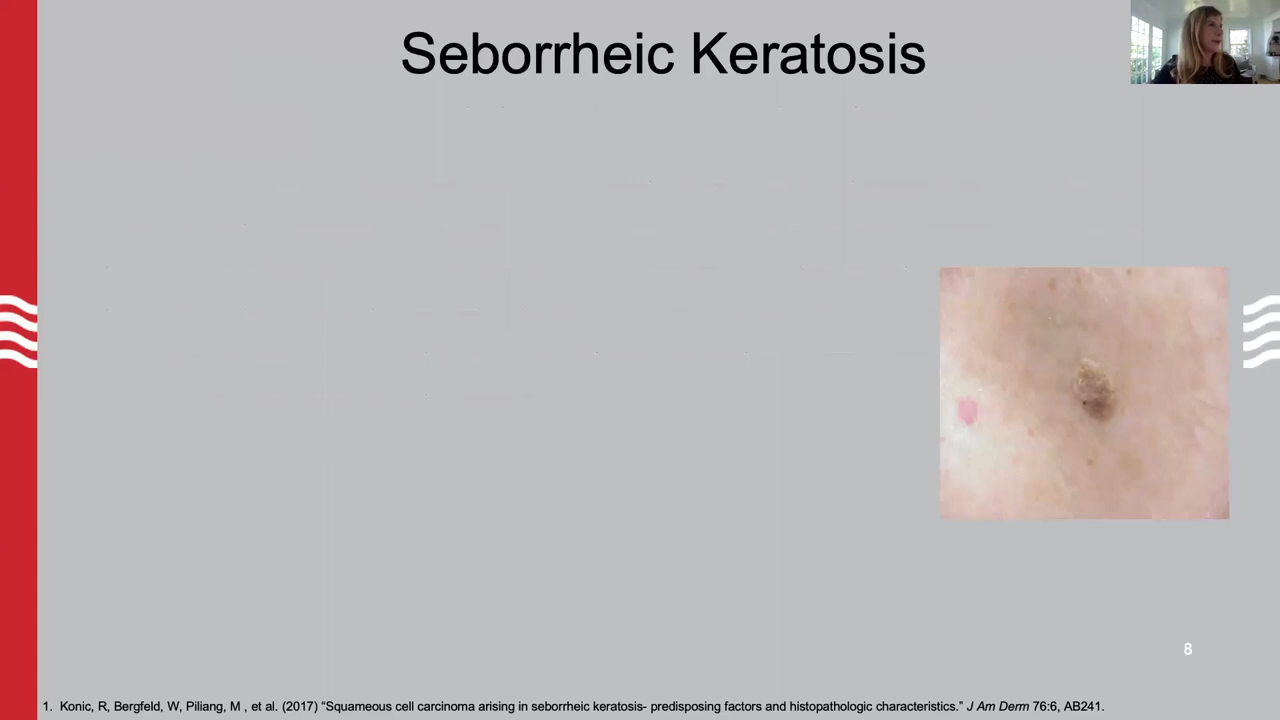 Seborrheic Keratosis
8
1. Konic, R, Bergfeld, W, Piliang, M , et al. (2017) “Squameous cell carcinoma arising in seborrheic keratosis- predisposing factors and histopathologic characteristics.” J Am Derm 76:6, AB241.